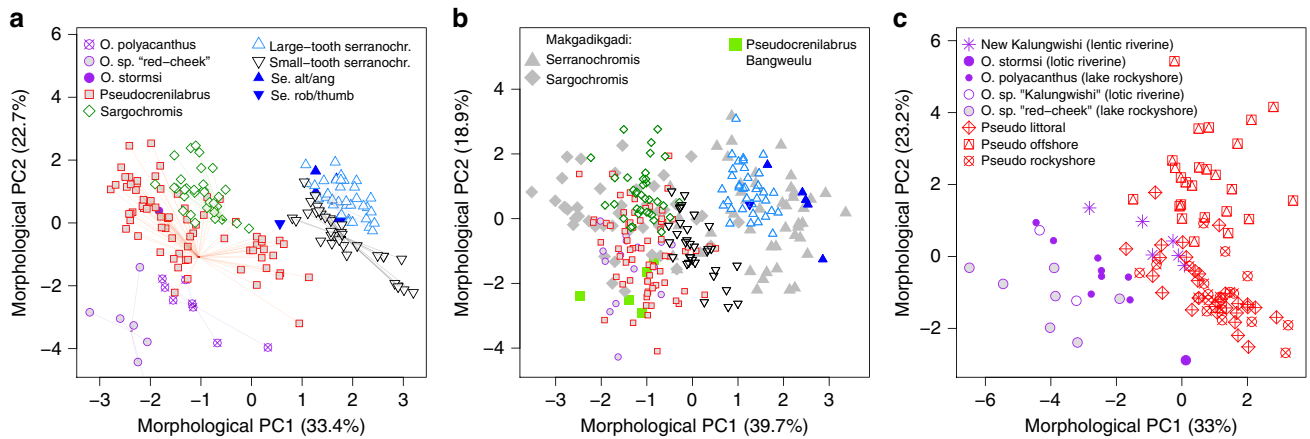 a
O. polyacanthus
O. sp. "red–cheek"
O. stormsi
Pseudocrenilabrus
Sargochromis
Large–tooth serranochr.
Small–tooth serranochr.
Se. alt/ang
Se. rob/thumb
Morphological PC2 (22.7%)
6
4
2
0
−2
−4
−3 −2 −1 0 1 2 3
Morphological PC1 (33.4%)
b
Makgadikgadi:
Serranochromis
Sargochromis
Pseudocrenilabrus
Bangweulu
Morphological PC2 (18.9%)
4
2
0
−2
−4
−3 −2 −1 0 1 2 3
Morphological PC1 (39.7%)
c
New Kalungwishi (lentic riverine)
O. stormsi (lotic riverine)
O. polyacanthus (lake rockyshore)
O. sp. "Kalungwishi" (lotic riverine)
O. sp. "red–cheek" (lake rockyshore)
Pseudo littoral
Pseudo offshore
Pseudo rockyshore
Morphological PC2 (23.2%)
6
4
2
0
−2
−6 −4 −2 0 2
Morphological PC1 (33%)